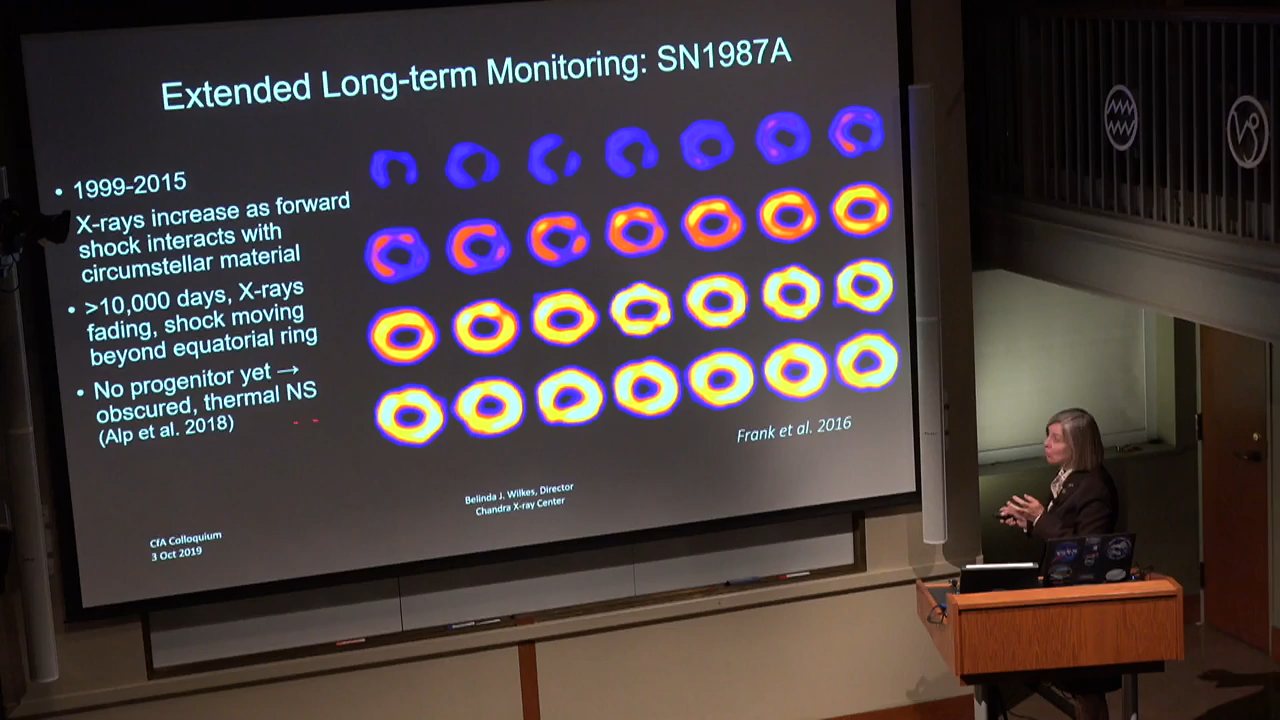 Extended Long-term Monitoring: SN1987A
• 1999-2015
X-rays increase as forward
shock interacts with
circumstellar material
• >10,000 days, X-rays
fading, shock moving
beyond equatorial ring
• No progenitor yet →
obscured, thermal NS
(Alp et al. 2018)
Frank et al. 2016
Belinda J. Wilkes, Director
Chandra X-ray Center
CfA Colloquium
3 Oct 2019